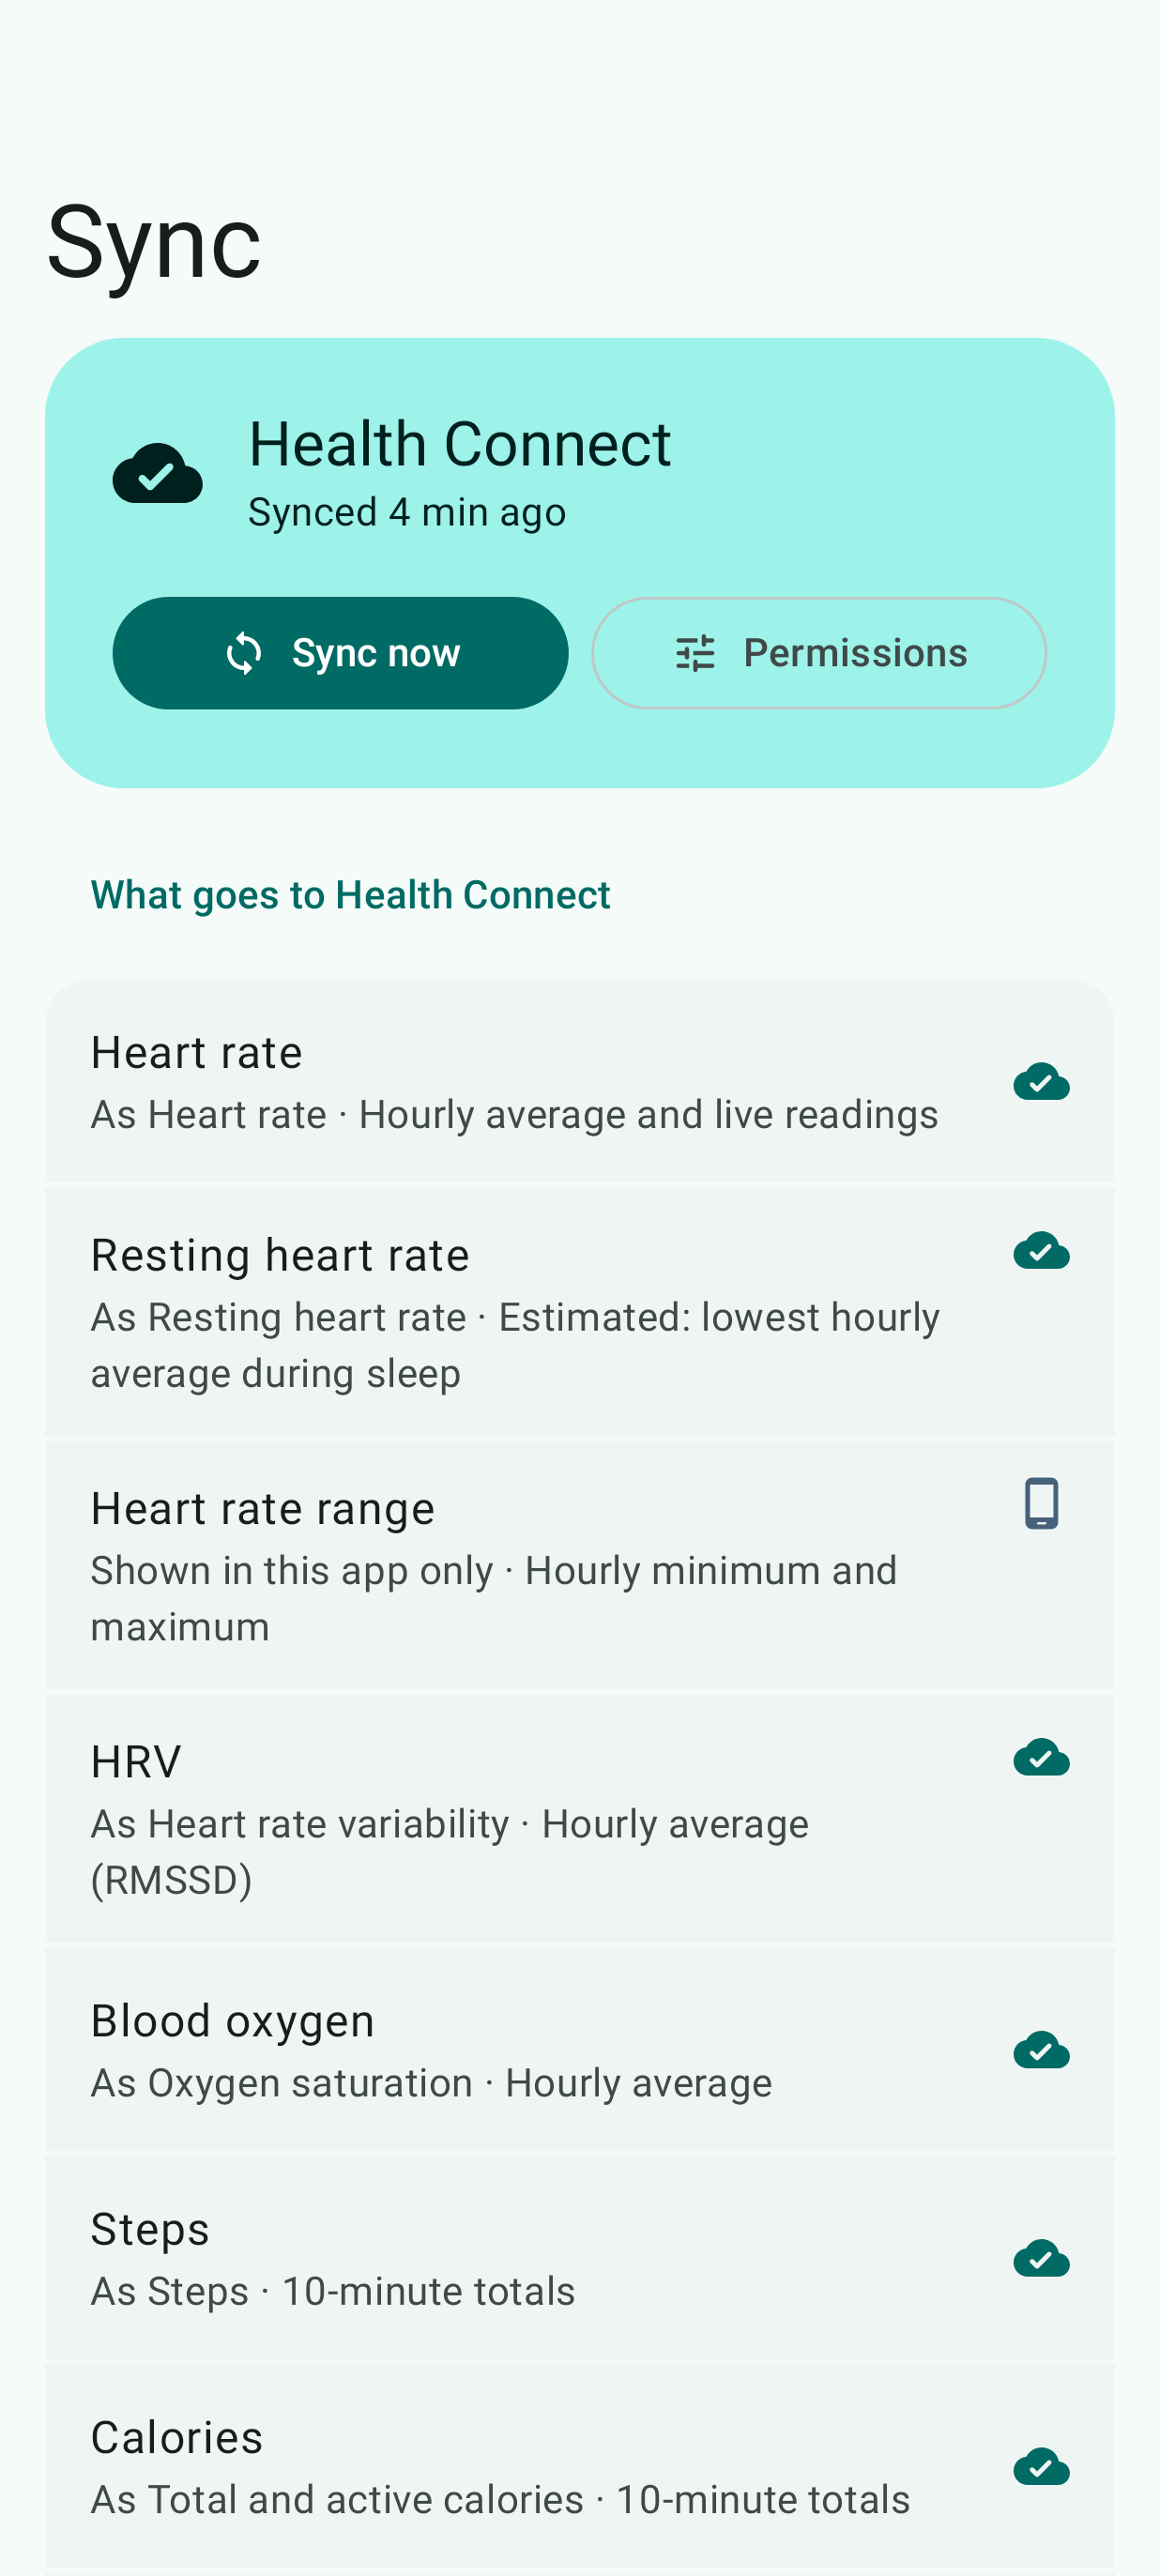 Sync
Health Connect
Synced 4 min ago
Sync now
Permissions
What goes to Health Connect
Heart rate
As Heart rate · Hourly average and live readings
Resting heart rate
As Resting heart rate · Estimated: lowest hourly
average during sleep
Heart rate range
Shown in this app only · Hourly minimum and
maximum
HRV
As Heart rate variability · Hourly average
(RMSSD)
Blood oxygen
As Oxygen saturation · Hourly average
Steps
As Steps · 10-minute totals
Calories
As Total and active calories · 10-minute totals